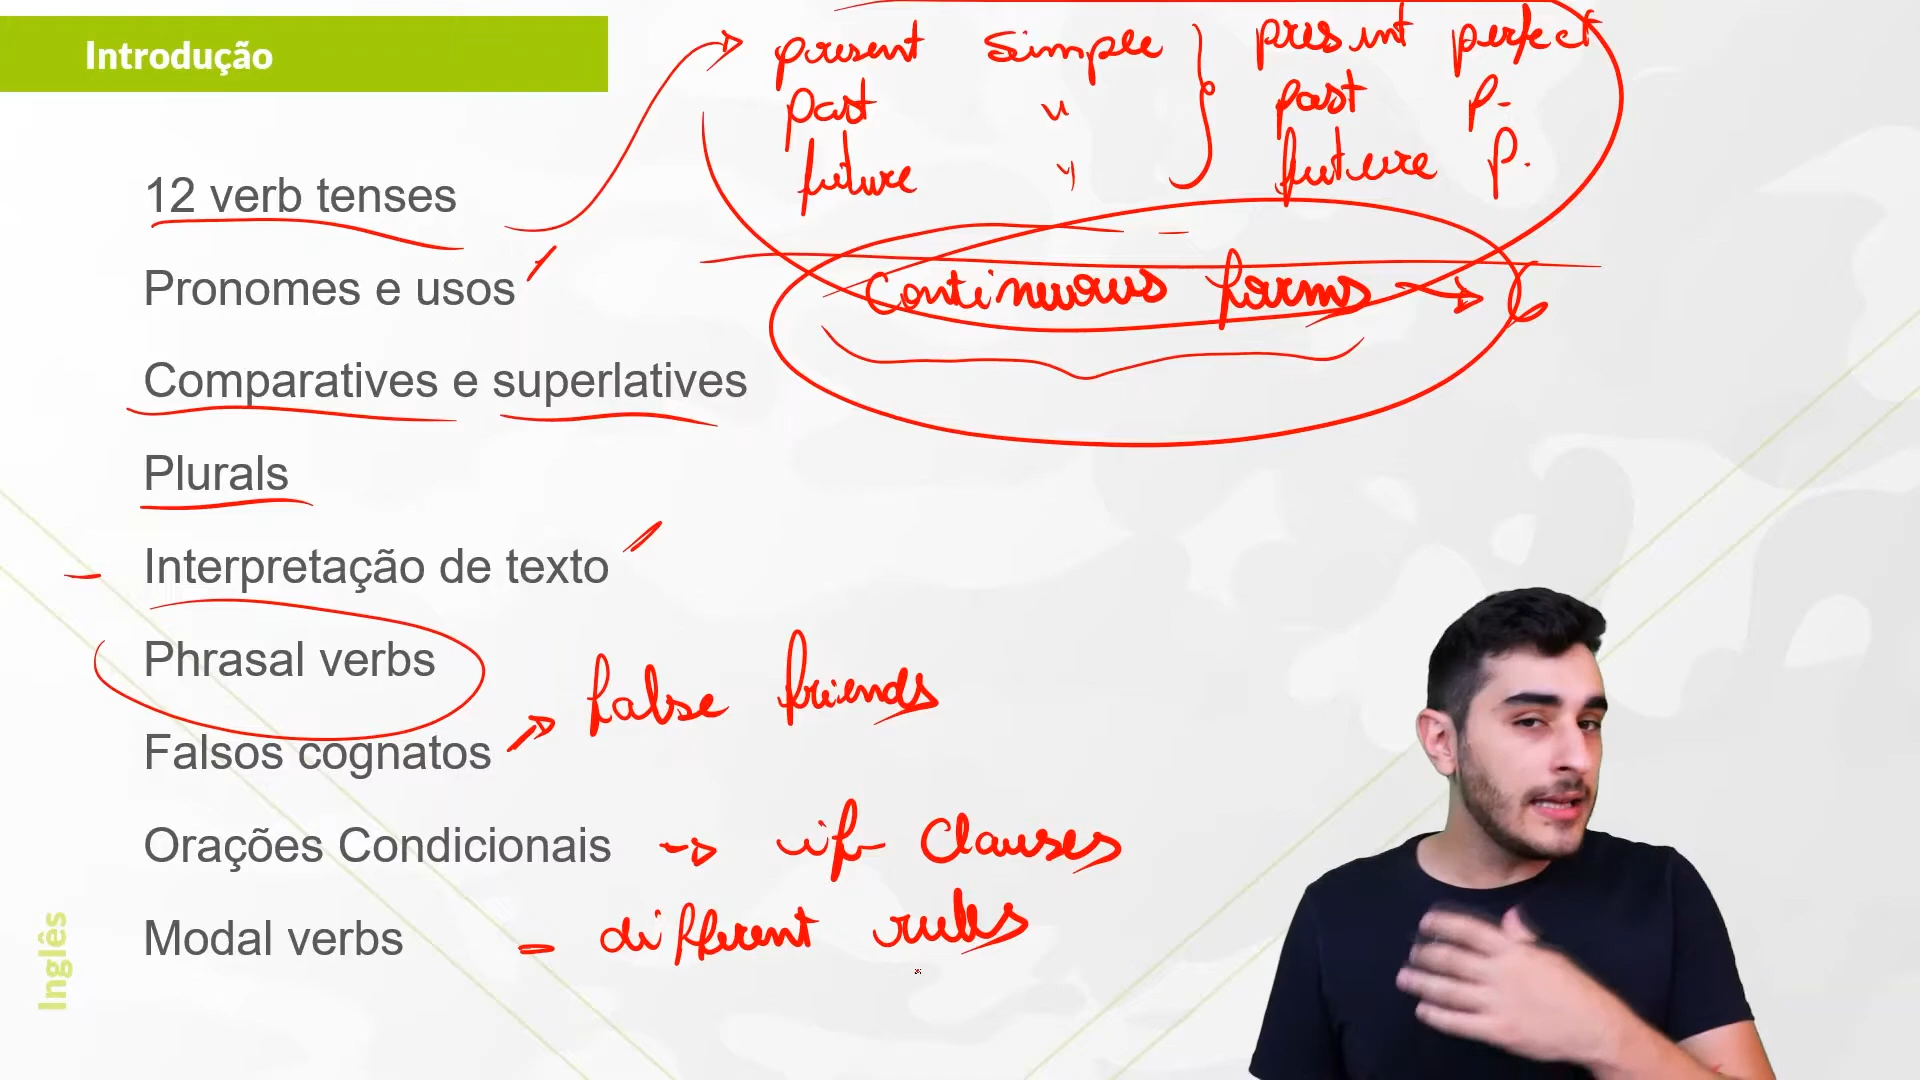 Introdução
present simple } present perfect
past " past p.
future " future p.
12 verb tenses
Pronomes e usos
Continuous forms → 6
Comparatives e superlatives
Plurals
Interpretação de texto
Phrasal verbs
Falsos cognatos → false friends
Orações Condicionais → if clauses
Modal verbs - different rules
Inglês